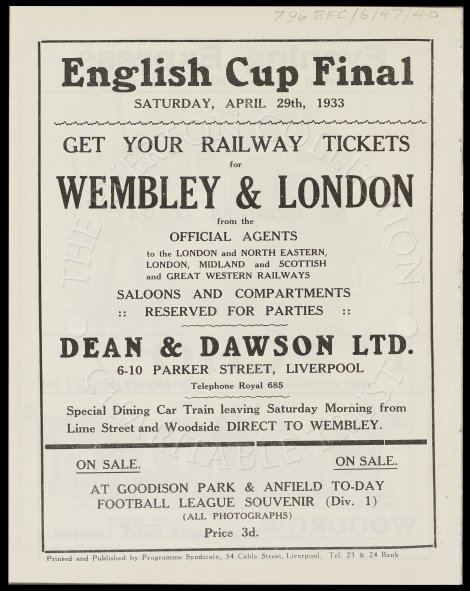 796 EFC/6/47/40
English Cup Final
SATURDAY, APRIL 29th, 1933
GET YOUR RAILWAY TICKETS
for
WEMBLEY & LONDON
from the
OFFICIAL AGENTS
to the LONDON and NORTH EASTERN,
LONDON, MIDLAND and SCOTTISH
and GREAT WESTERN RAILWAYS
SALOONS AND COMPARTMENTS
:: RESERVED FOR PARTIES ::
DEAN & DAWSON LTD.
6-10 PARKER STREET, LIVERPOOL
Telephone Royal 685
Special Dining Car Train leaving Saturday Morning from
Lime Street and Woodside DIRECT TO WEMBLEY.
ON SALE. ON SALE.
AT GOODISON PARK & ANFIELD TO-DAY
FOOTBALL LEAGUE SOUVENIR (Div. 1)
(ALL PHOTOGRAPHS)
Price 3d.
Printed and Published by Programme Syndicate, 34 Cable Street, Liverpool. Tel. 23 & 24 Bank.
THE EVERTON COLLECTION
CHARITABLE TRUST